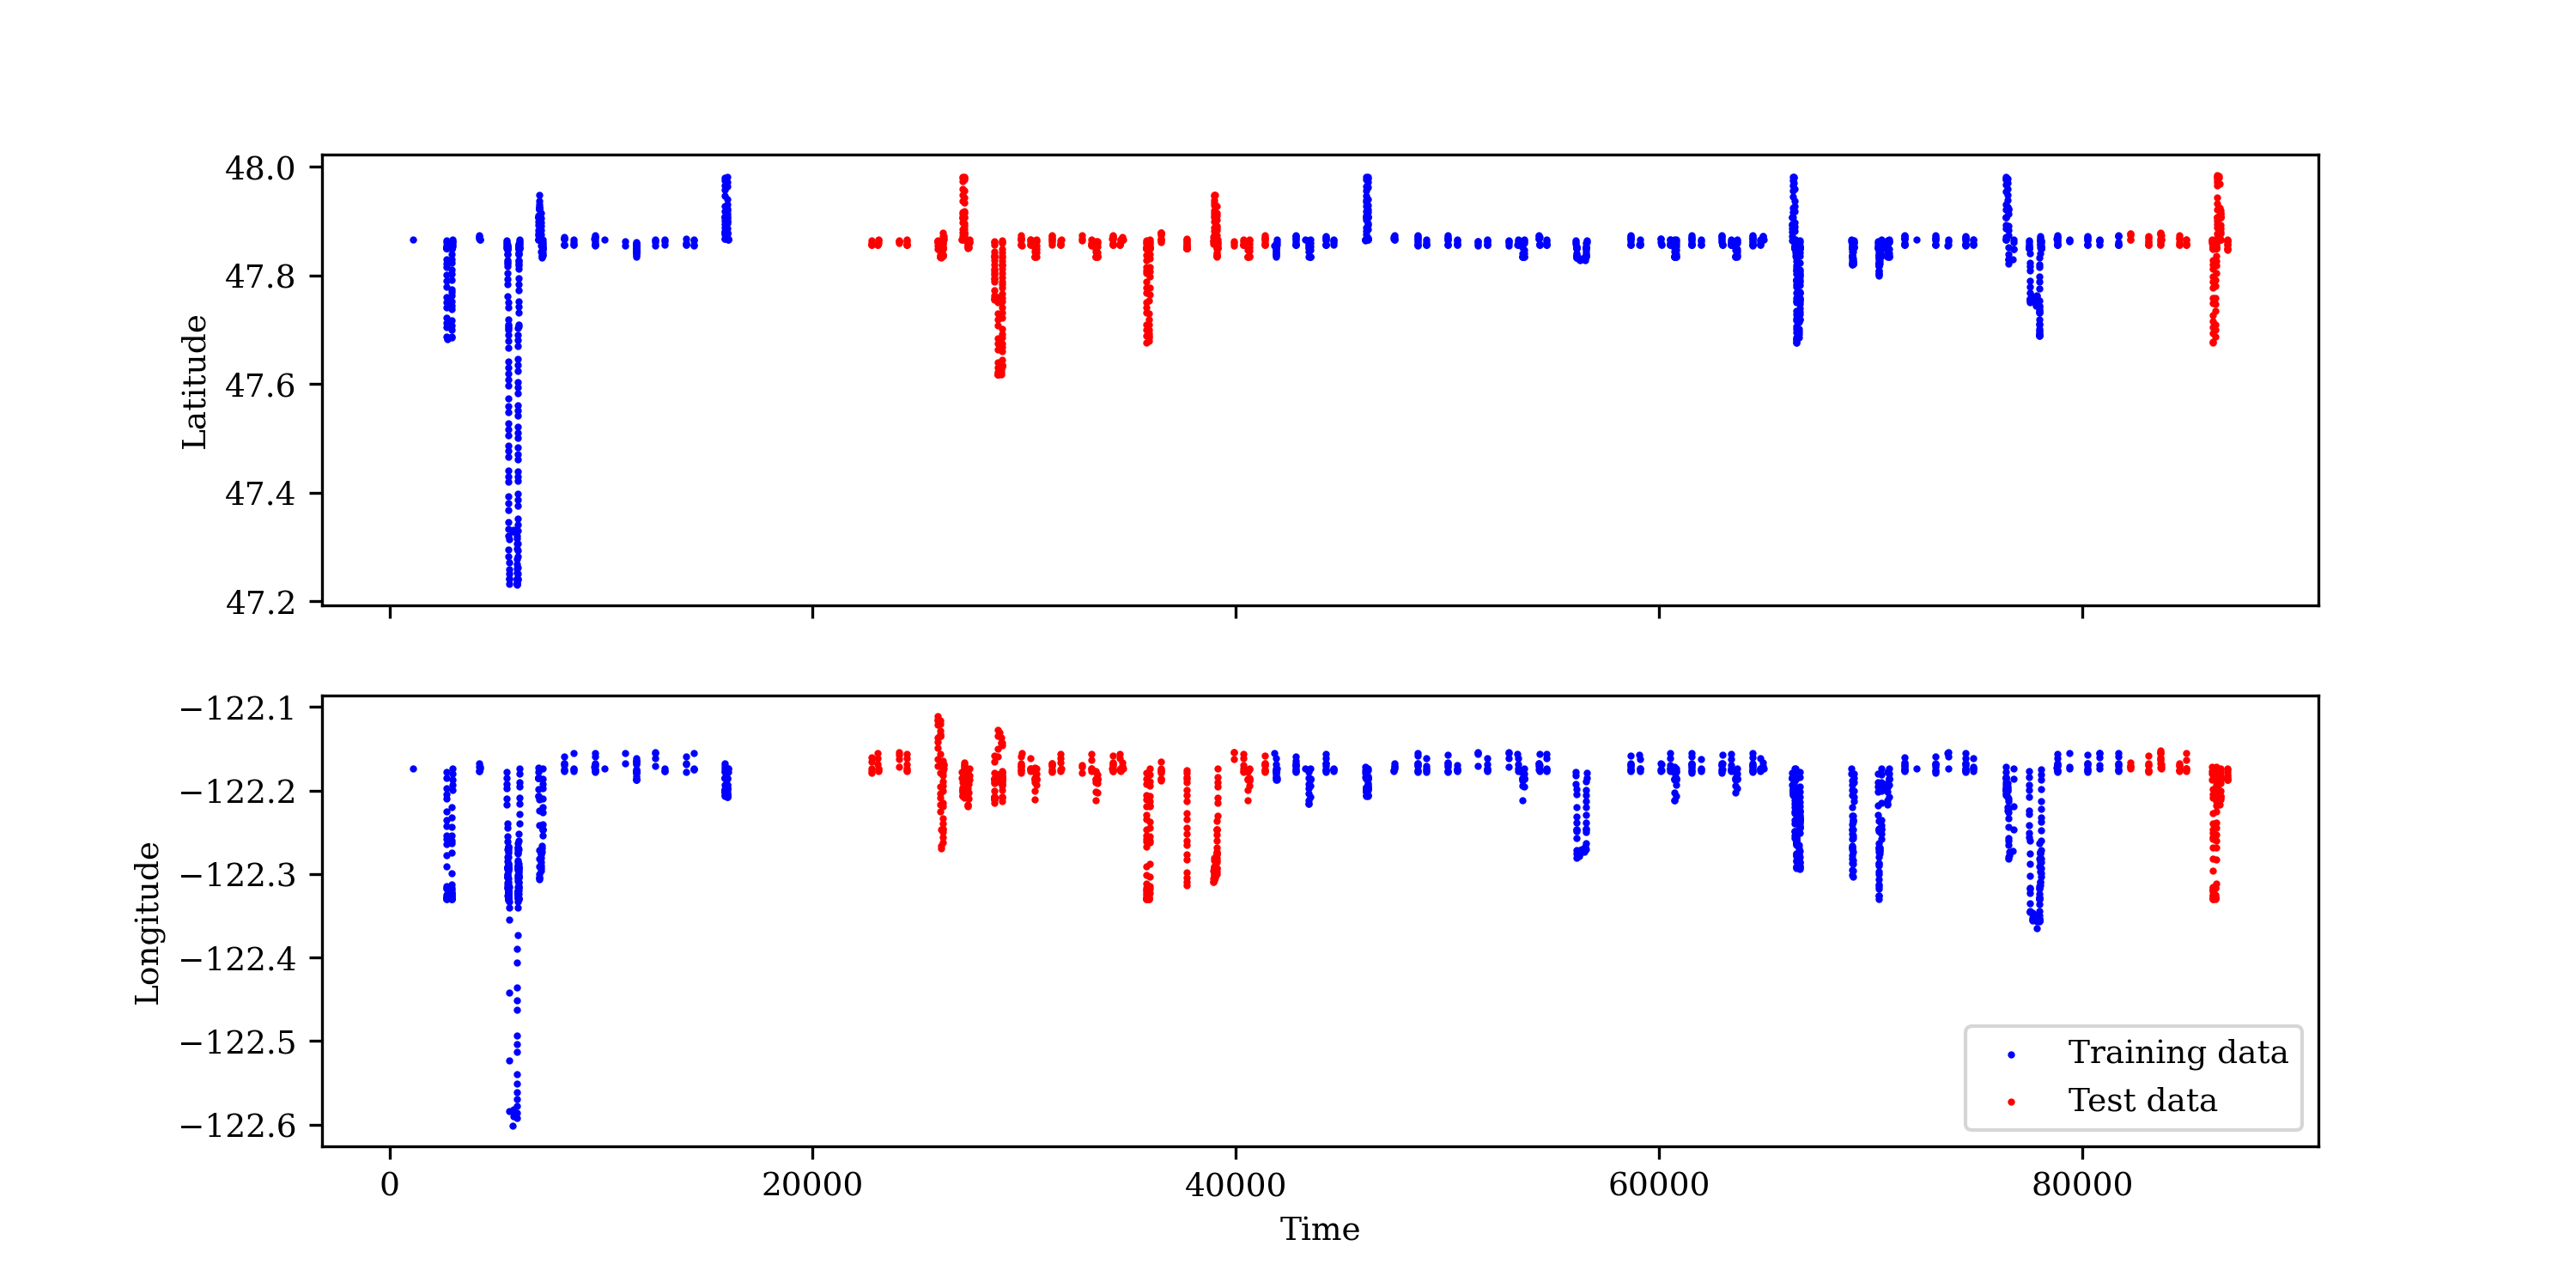 48.0
47.8
47.6
47.4
47.2
Latitude
−122.1
−122.2
−122.3
−122.4
−122.5
−122.6
Longitude
Training data
Test data
0 20000 40000 60000 80000
Time